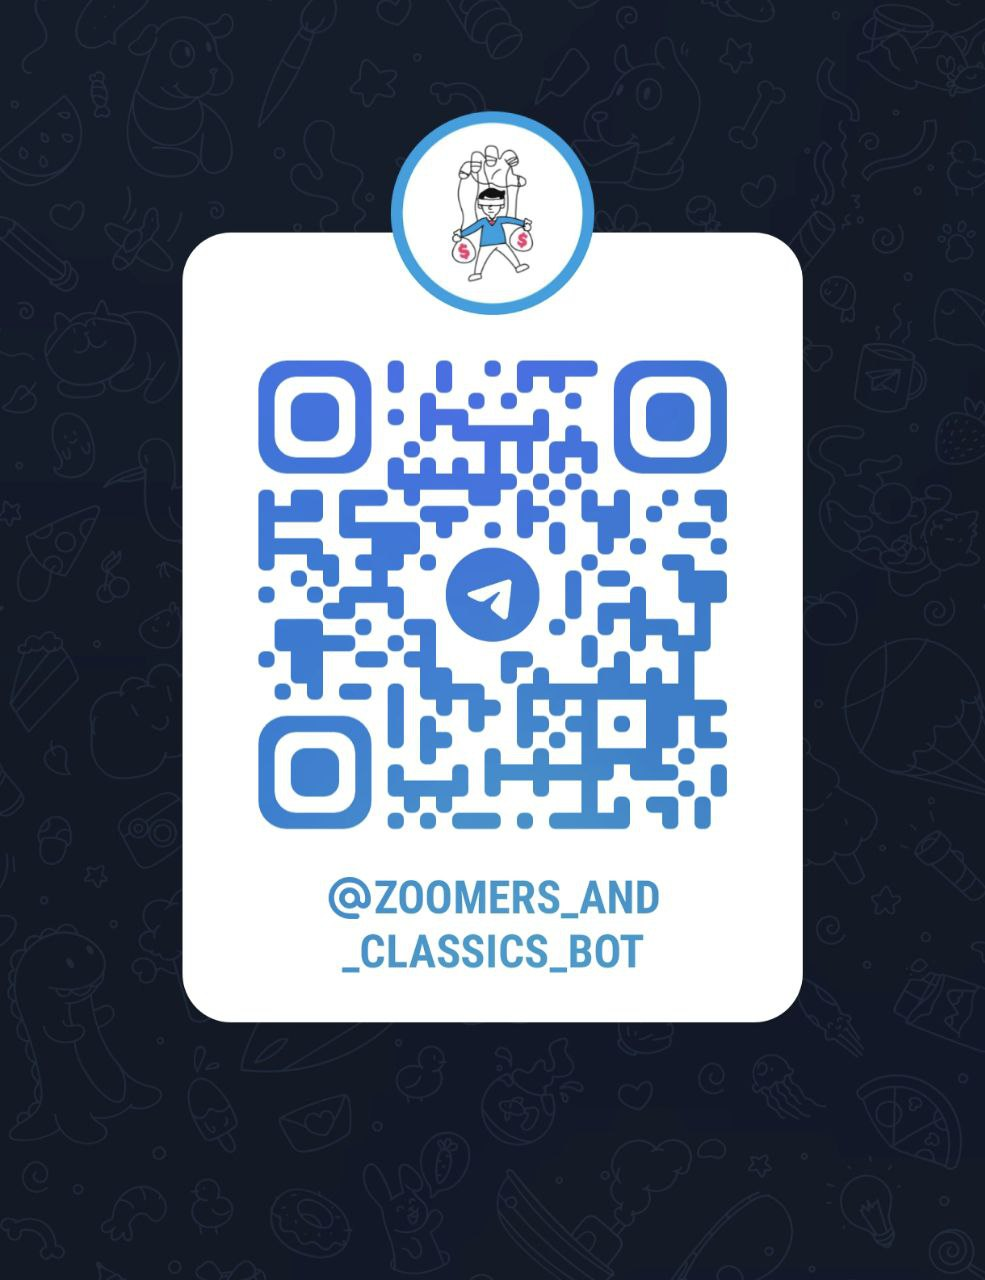 $ $
@ZOOMERS_AND
_CLASSICS_BOT